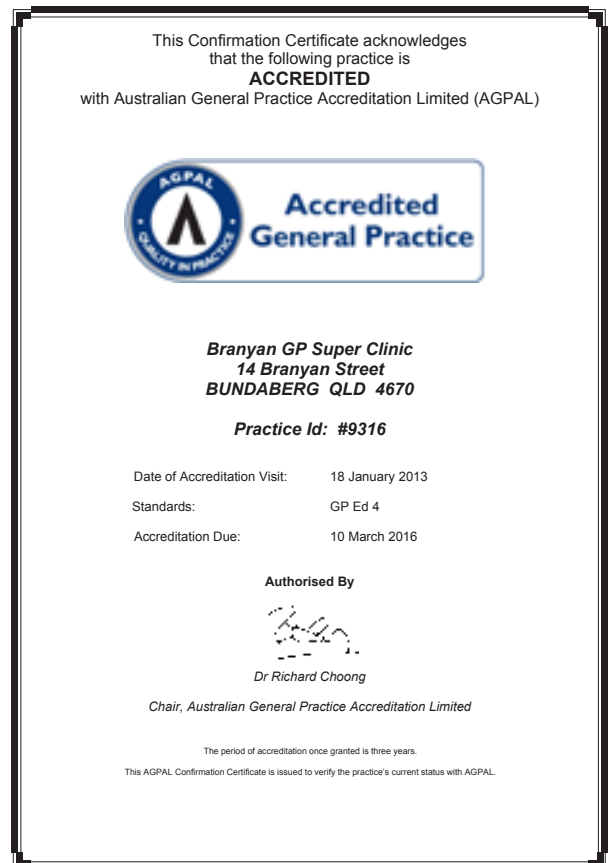 This Confirmation Certificate acknowledges
that the following practice is
ACCREDITED
with Australian General Practice Accreditation Limited (AGPAL)
AGPAL
QUALITY IN PRACTICE
Accredited
General Practice
Branyan GP Super Clinic
14 Branyan Street
BUNDABERG QLD 4670
Practice Id: #9316
Date of Accreditation Visit: 18 January 2013
Standards: GP Ed 4
Accreditation Due: 10 March 2016
Authorised By
Dr Richard Choong
Chair, Australian General Practice Accreditation Limited
The period of accreditation once granted is three years.
This AGPAL Confirmation Certificate is issued to verify the practice's current status with AGPAL.